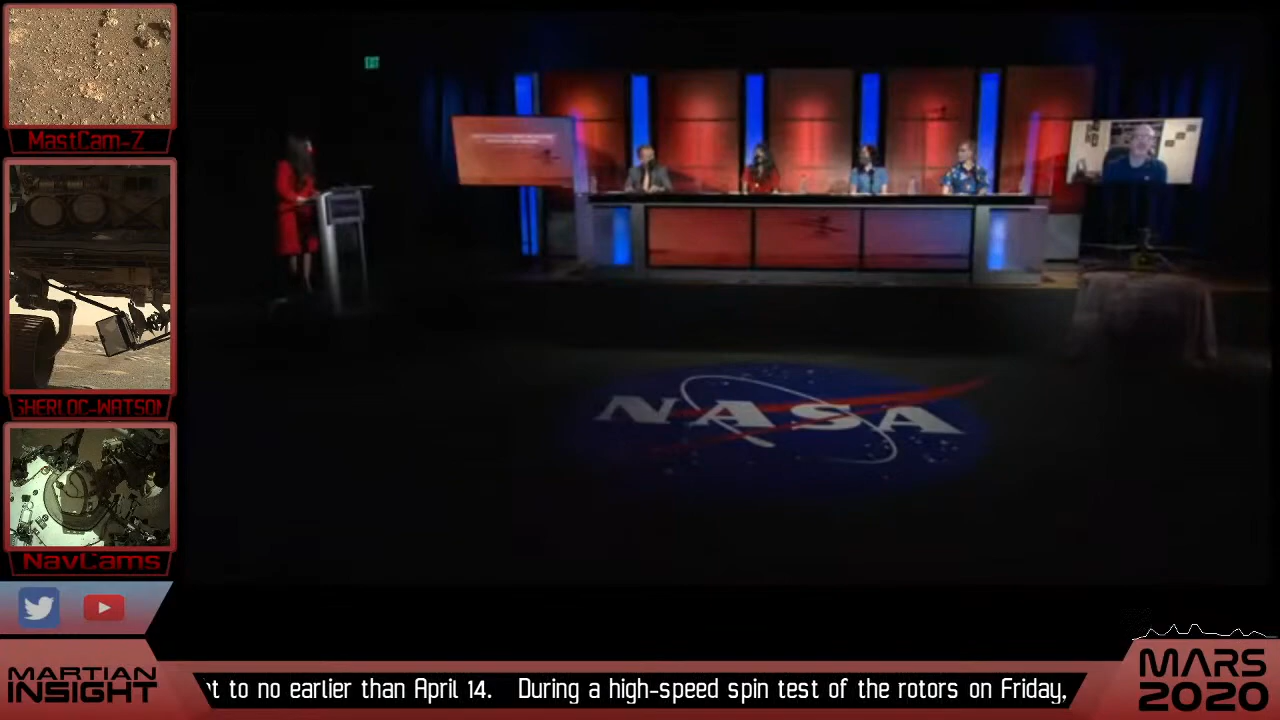 MastCam-Z
SHERLOC-WATSON
NavCams
EXIT
NASA
MARTIAN
INSIGHT
t to no earlier than April 14. During a high-speed spin test of the rotors on Friday,
MARS
2020